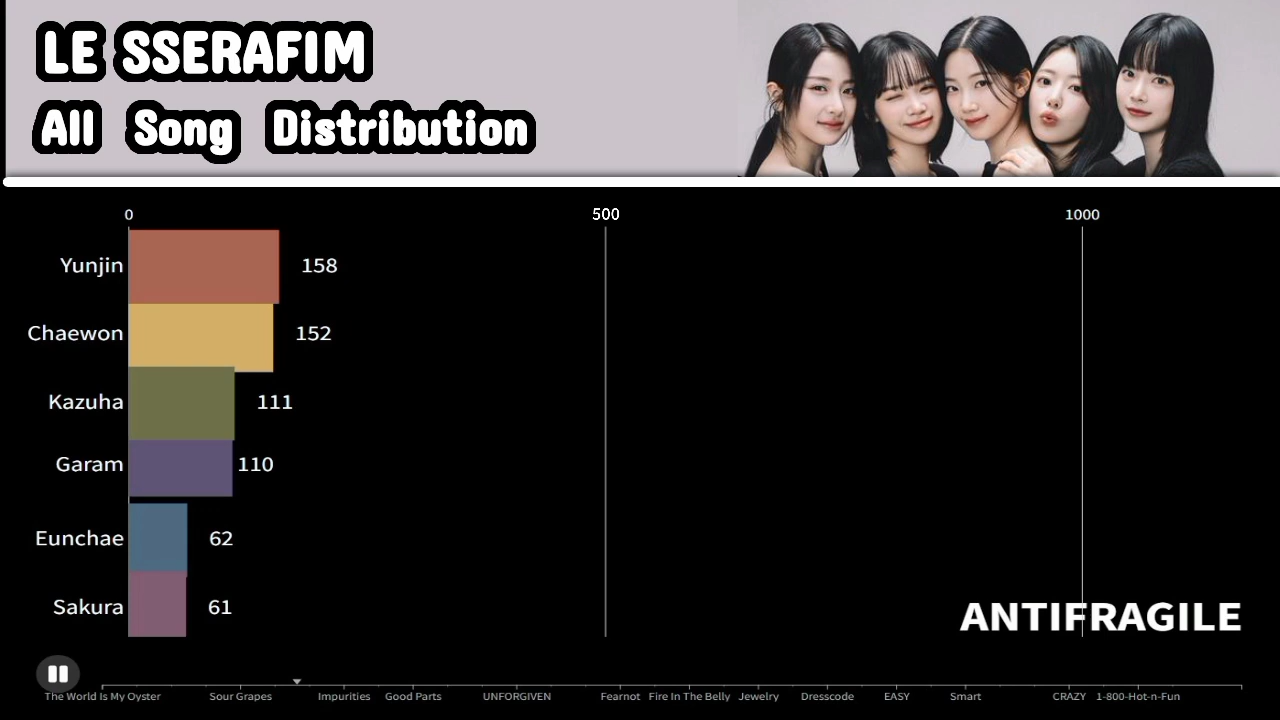 LE SSERAFIM
All Song Distribution
0 500 1000
Yunjin 158
Chaewon 152
Kazuha 111
Garam 110
Eunchae 62
Sakura 61
ANTIFRAGILE
The World Is My Oyster Sour Grapes Impurities Good Parts UNFORGIVEN Fearnot Fire In The Belly Jewelry Dresscode EASY Smart CRAZY 1-800-Hot-n-Fun